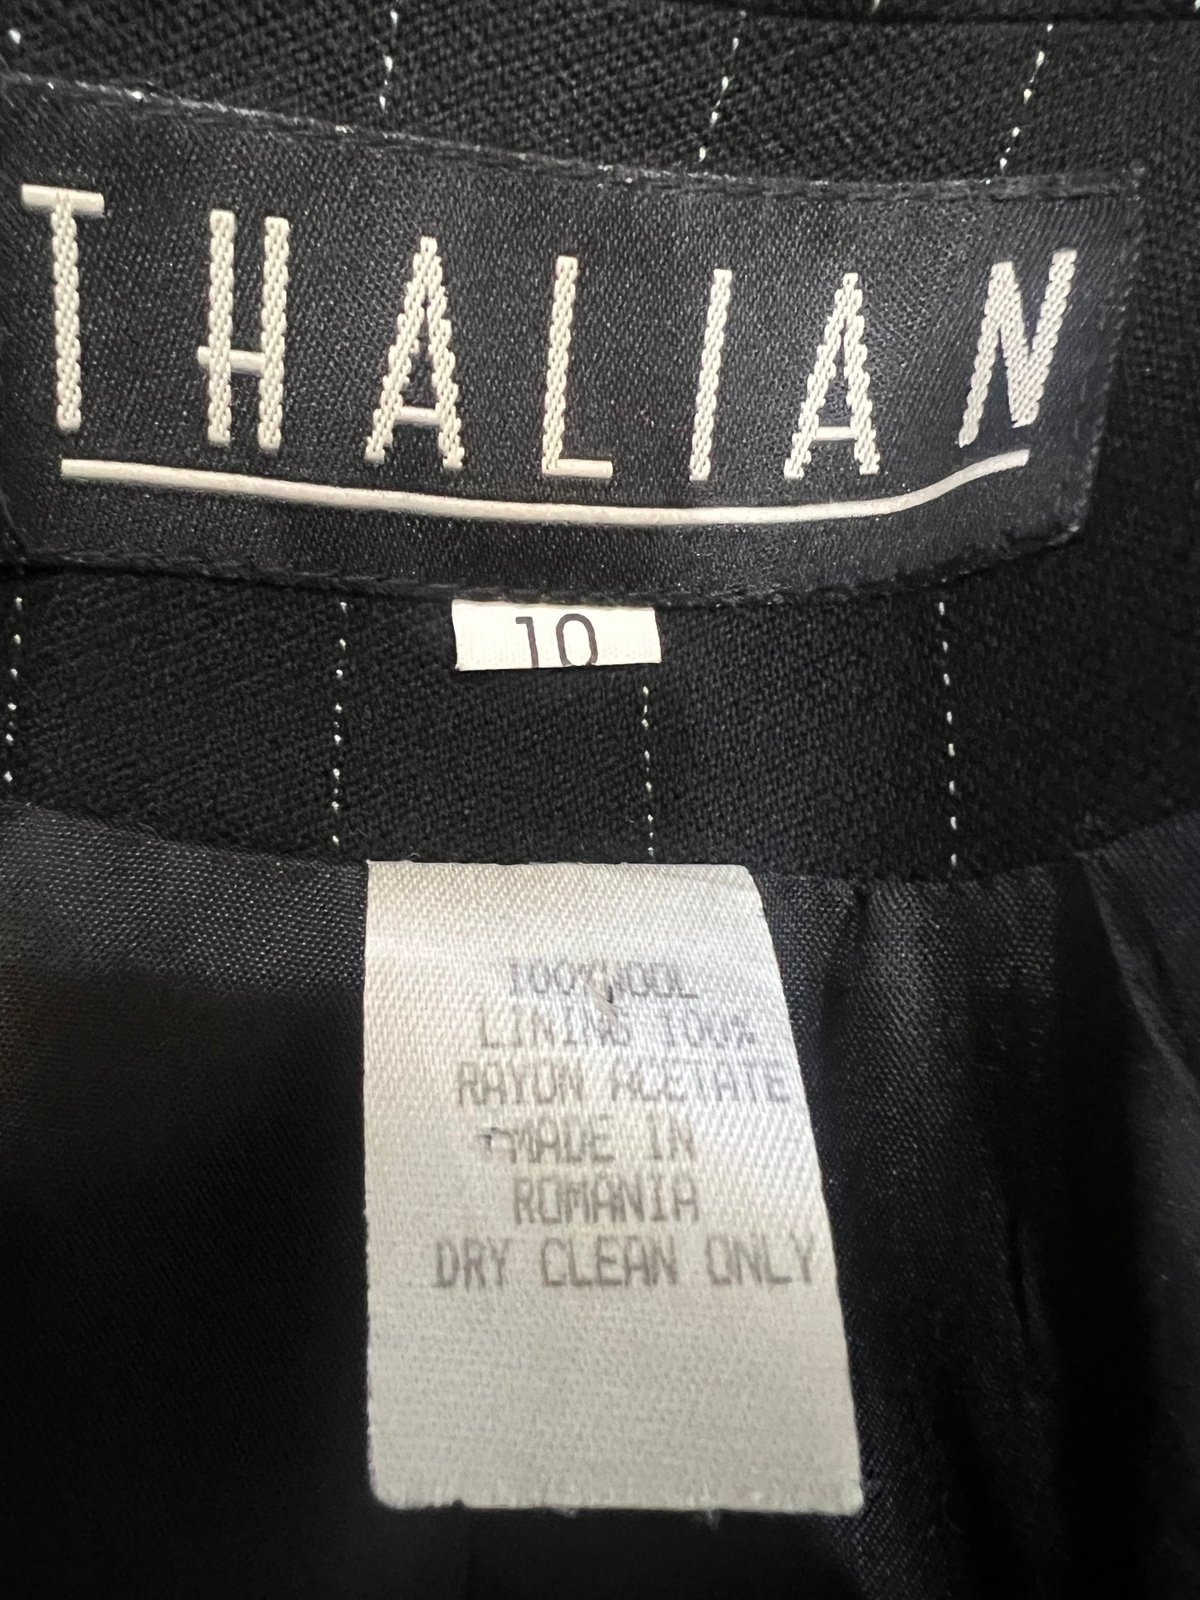 THALIAN
10
100%WOOL
LINING 100%
RAYON ACETATE
MADE IN
ROMANIA
DRY CLEAN ONLY